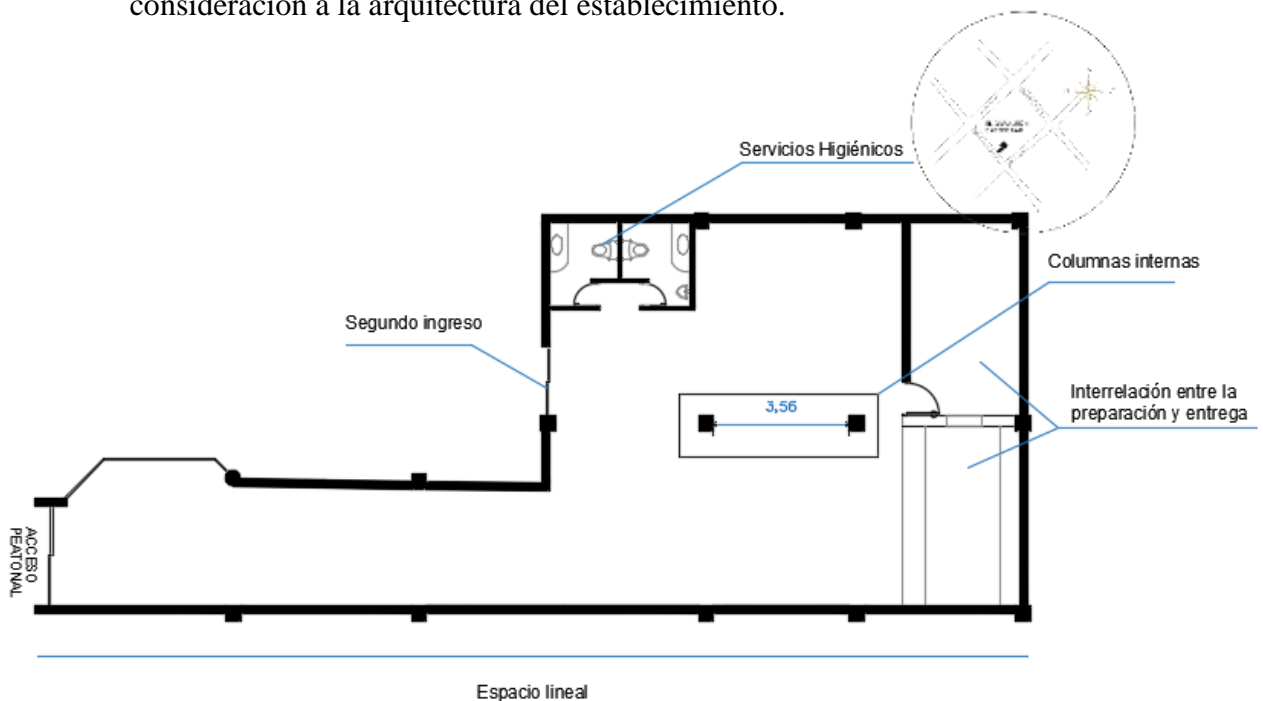 consideración a la arquitectura del establecimiento.
Servicios Higiénicos
Columnas internas
Segundo ingreso
3,56
Interrelación entre la
preparación y entrega
ACCESO
PEATONAL
Espacio lineal